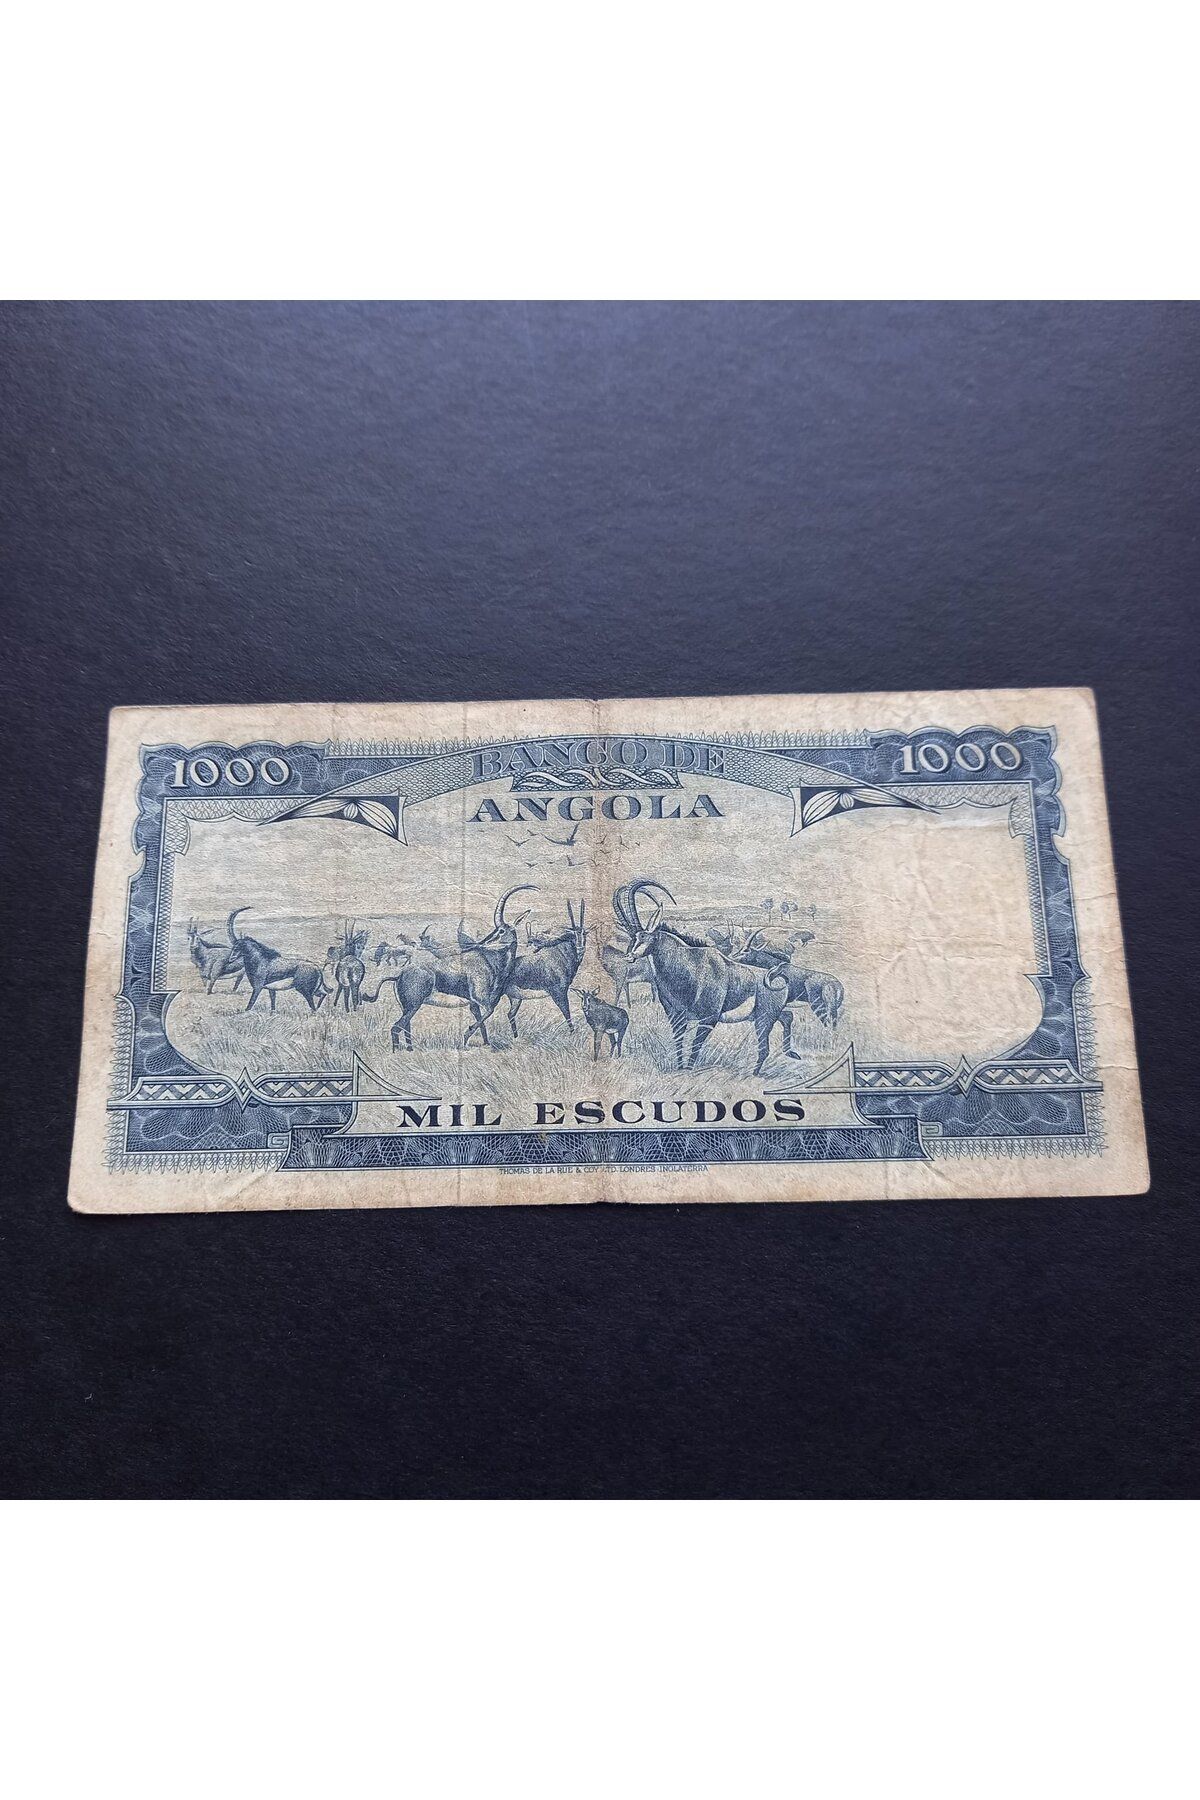 1000
BANCO DE
1000
ANGOLA
MIL ESCUDOS
THOMAS DE LA RUE & COY LTD. LONDRES INGLATERRA